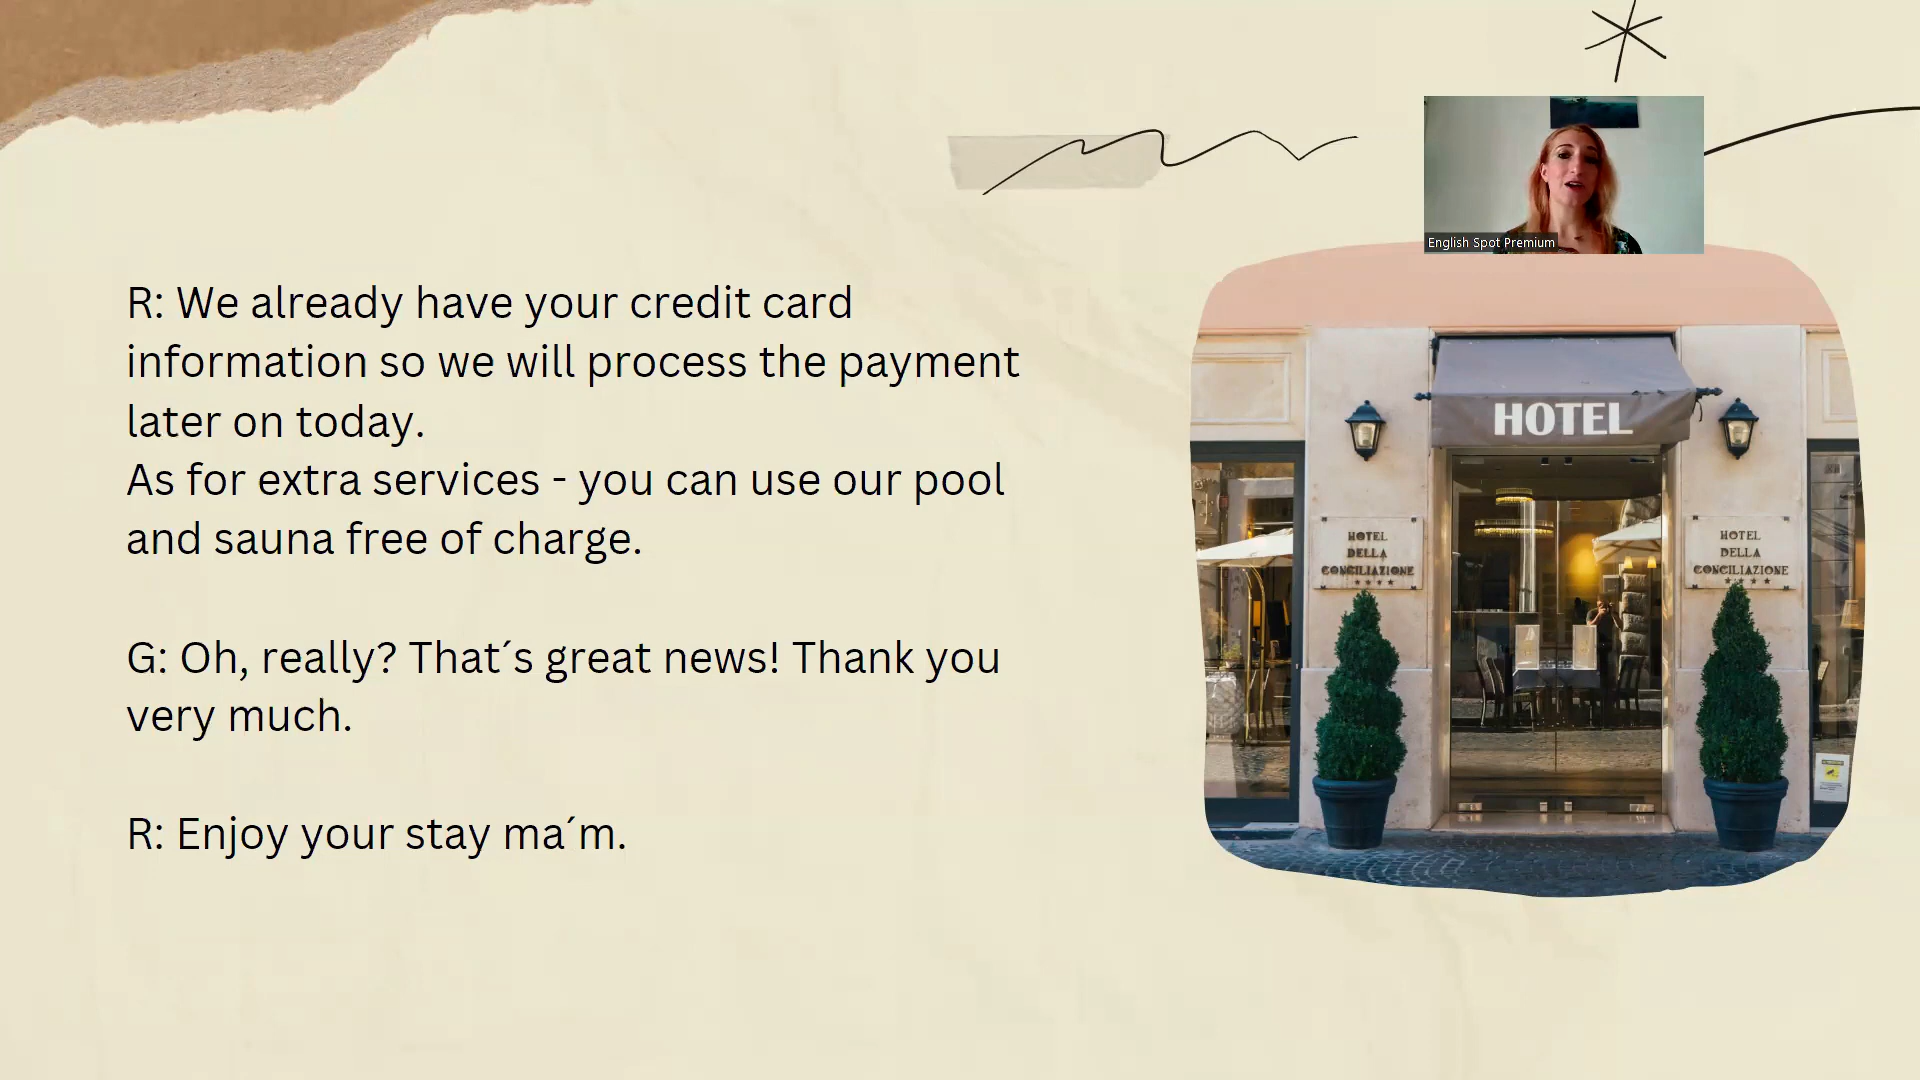 English Spot Premium
R: We already have your credit card
information so we will process the payment
later on today.
As for extra services - you can use our pool
and sauna free of charge.
G: Oh, really? That´s great news! Thank you
very much.
R: Enjoy your stay ma´m.
HOTEL
HOTEL
DELLA
CONCILIAZIONE
HOTEL
DELLA
CONCILIAZIONE